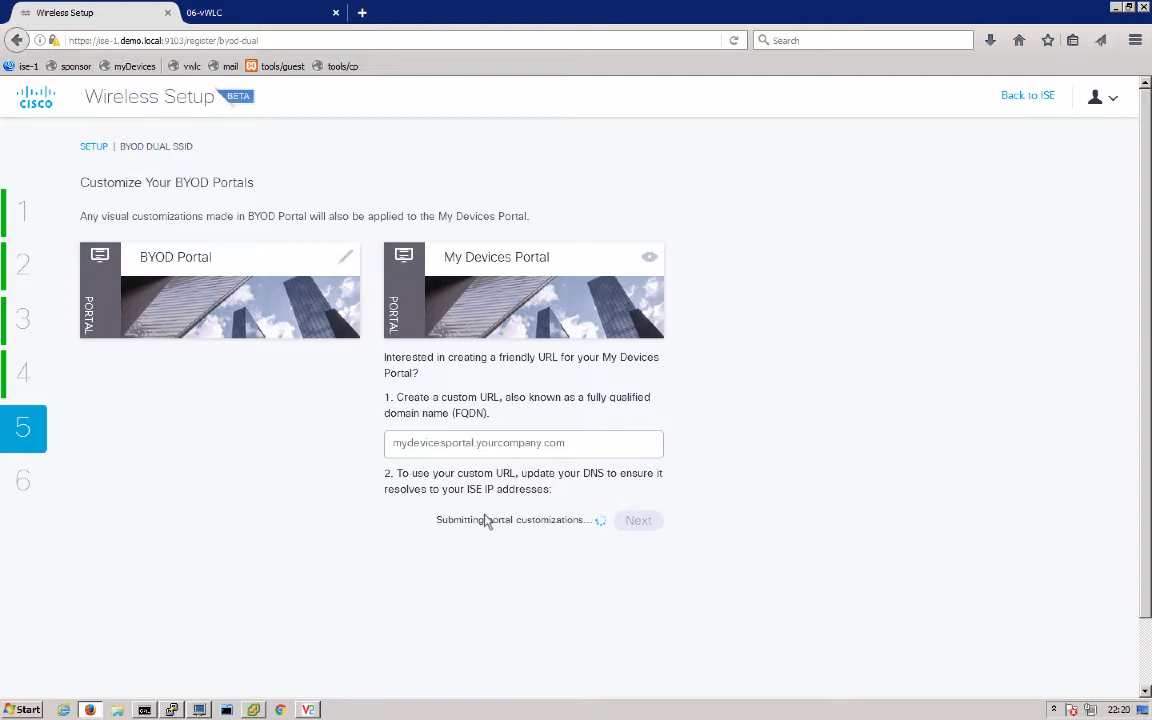 Wireless Setup
06-vWLC
https://ise-1.demo.local:9103/register/byod-dual
Search
ise-1
sponsor
myDevices
vwlc
mail
tools/guest
tools/cp
CISCO
Wireless Setup
BETA
Back to ISE
SETUP | BYOD DUAL SSID
Customize Your BYOD Portals
Any visual customizations made in BYOD Portal will also be applied to the My Devices Portal.
1
2
3
4
5
6
BYOD Portal
PORTAL
My Devices Portal
PORTAL
Interested in creating a friendly URL for your My Devices
Portal?
1. Create a custom URL, also known as a fully qualified
domain name (FQDN).
mydevicesportal.yourcompany.com
2. To use your custom URL, update your DNS to ensure it
resolves to your ISE IP addresses:
Submitting portal customizations...
Next
Start
V2
22:20